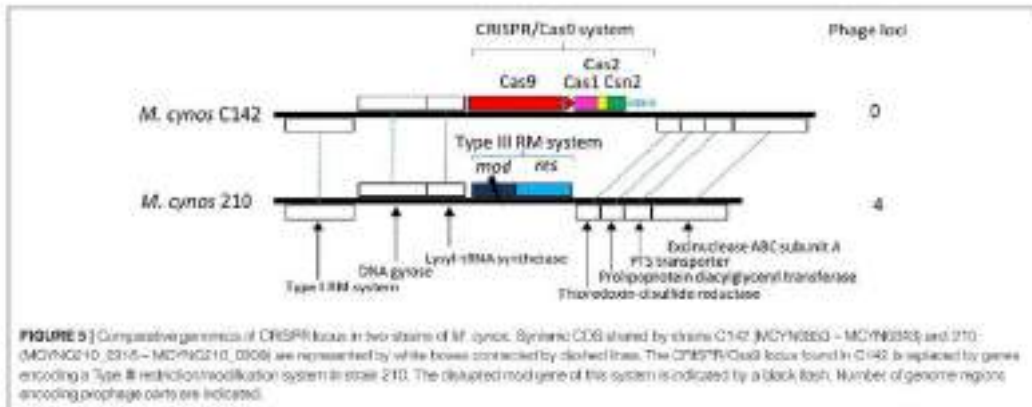 CRISPR/Cas9 system
Phage loci
Cas2
Cas9 Cas1 Csn2
M. cynos C142 0
Type III RM system
mod res
M. cynos 210 4
Excinuclease ABC subunit A
Lysyl-tRNA synthetase PTS transporter
DNA gyrase Prolipoprotein diacylglyceryl transferase
Type I RM system Thioredoxin-disulfide reductase
FIGURE 5 | Comparative genomics of CRISPR locus in two strains of M. cynos. Syntenic CDS shared by strains C142 and 210
are represented by white boxes connected by dashed lines. The CRISPR/Cas9 locus found in C142 is replaced by genes
encoding a Type III restriction/modification system in strain 210. The disrupted mod gene of this system is indicated by a black flash. Number of genome regions
encoding prophage parts are indicated.